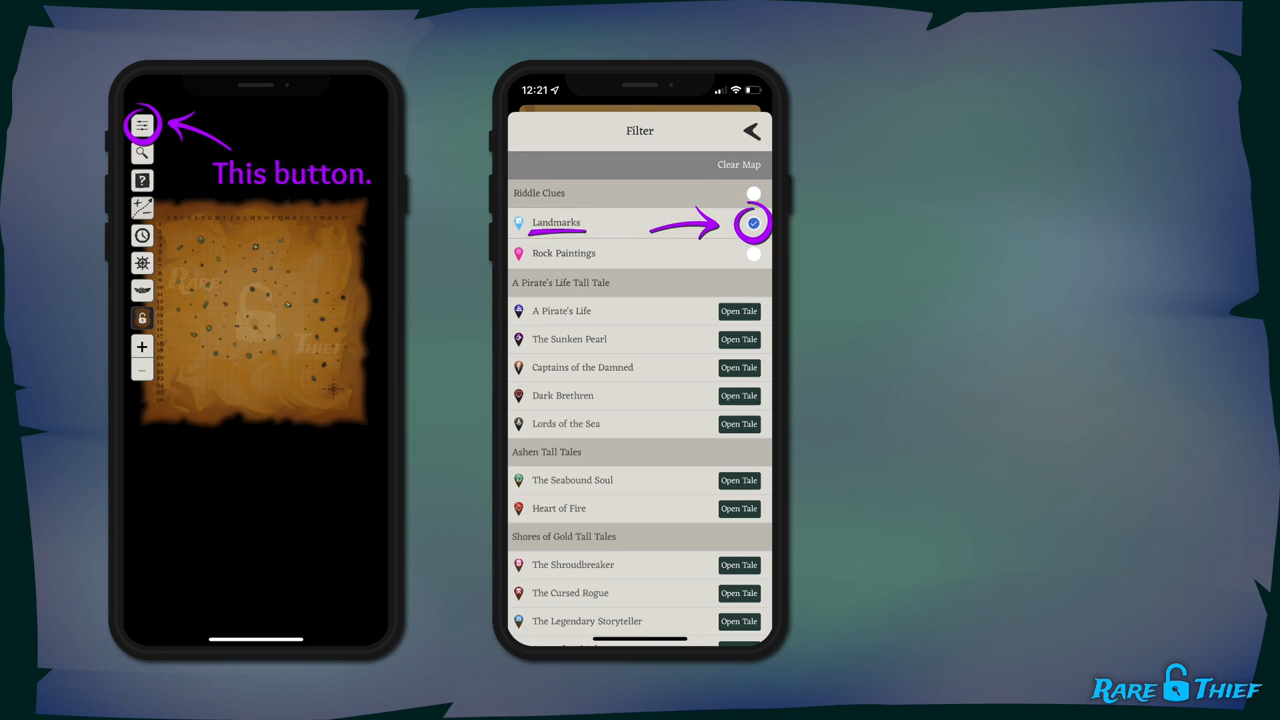 This button.
RARE
THIEF
12:21
Filter
Clear Map
Riddle Clues
Landmarks
Rock Paintings
A Pirate's Life Tall Tale
A Pirate's Life Open Tale
The Sunken Pearl Open Tale
Captains of the Damned Open Tale
Dark Brethren Open Tale
Lords of the Sea Open Tale
Ashen Tall Tales
The Seabound Soul Open Tale
Heart of Fire Open Tale
Shores of Gold Tall Tales
The Shroudbreaker Open Tale
The Cursed Rogue Open Tale
The Legendary Storyteller Open Tale
RARE THIEF